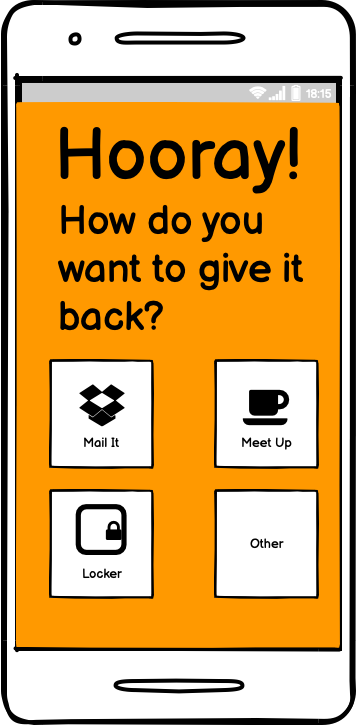 18:15
Hooray!
How do you
want to give it
back?
Mail It
Meet Up
Locker
Other